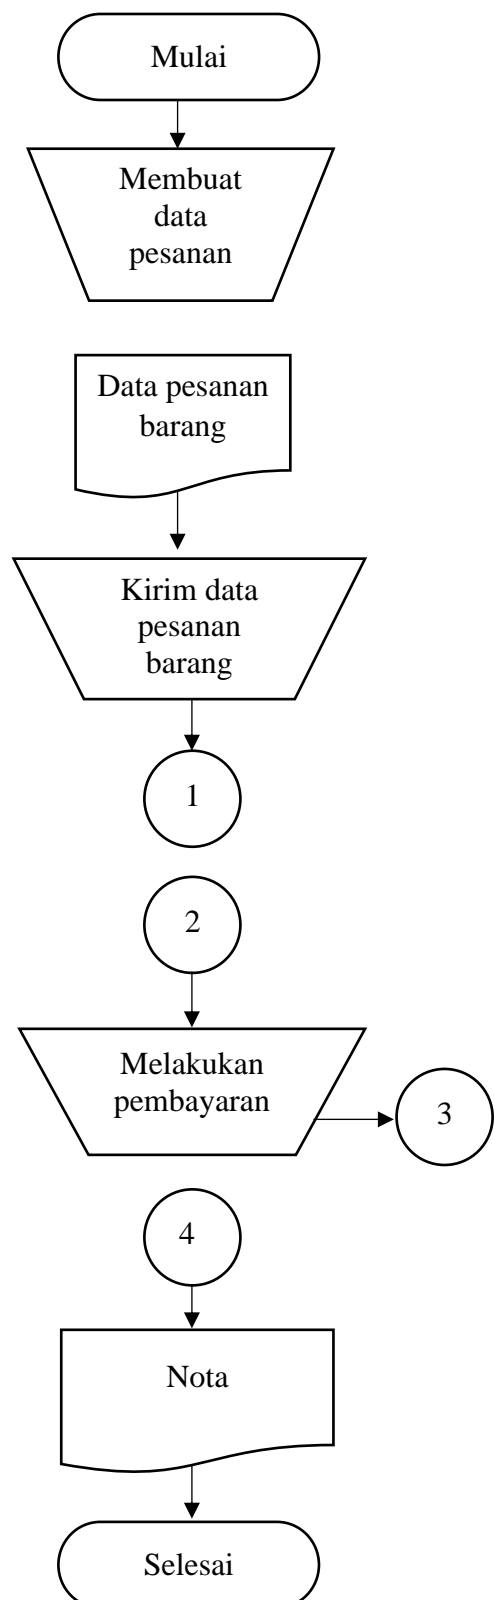 Mulai
Membuat
data
pesanan
Data pesanan
barang
Kirim data
pesanan
barang
1
2
Melakukan
pembayaran
3
4
Nota
Selesai